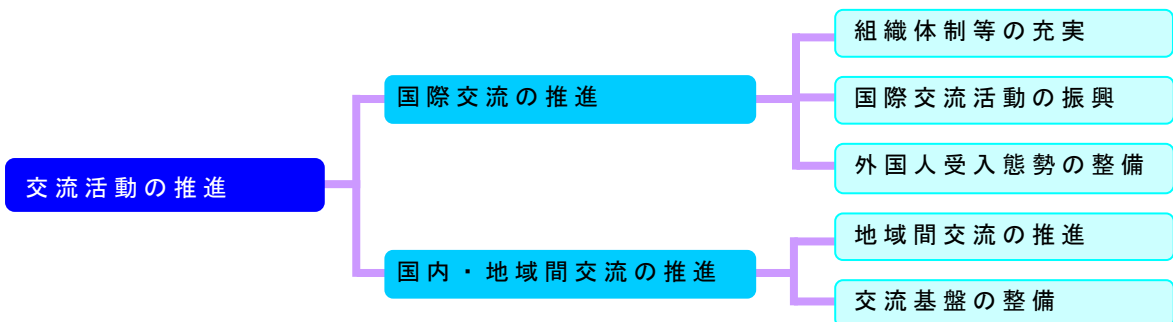 交流活動の推進
国際交流の推進
組織体制等の充実
国際交流活動の振興
外国人受入態勢の整備
国内・地域間交流の推進
地域間交流の推進
交流基盤の整備